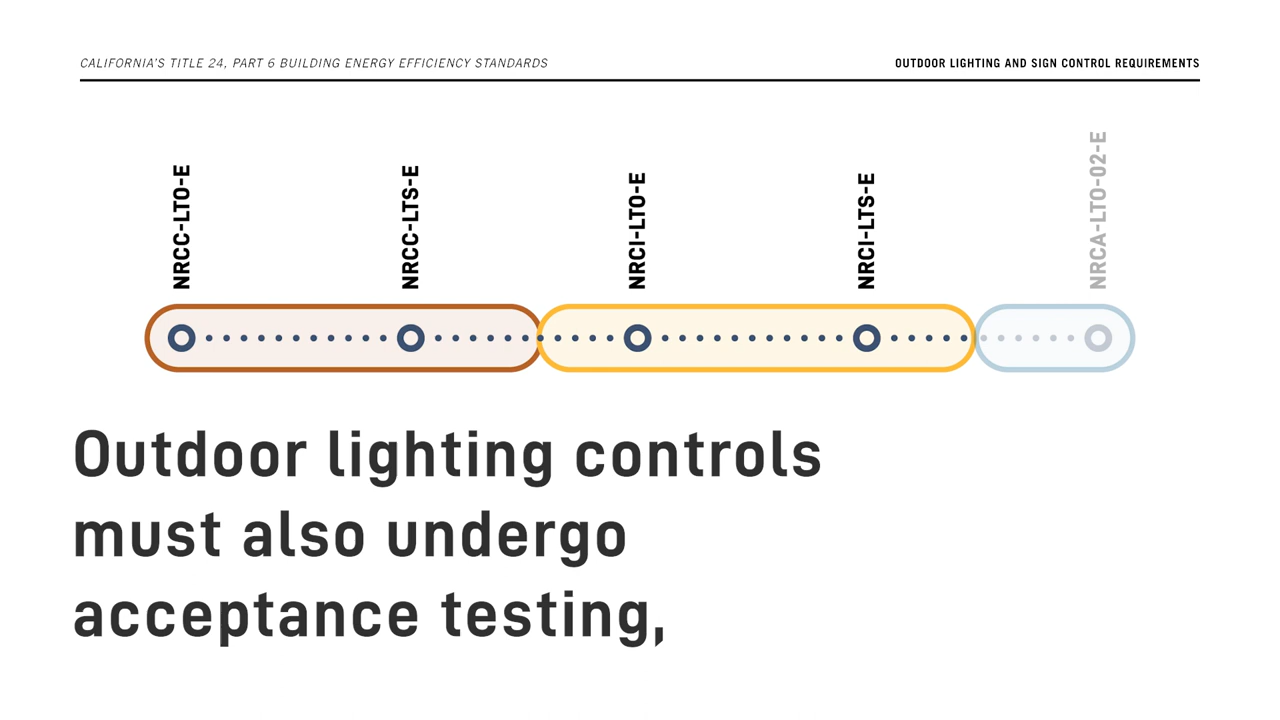 CALIFORNIA'S TITLE 24, PART 6 BUILDING ENERGY EFFICIENCY STANDARDS
OUTDOOR LIGHTING AND SIGN CONTROL REQUIREMENTS
NRCC-LTO-E
NRCC-LTS-E
NRCI-LTO-E
NRCI-LTS-E
NRCA-LTO-02-E
Outdoor lighting controls
must also undergo
acceptance testing,